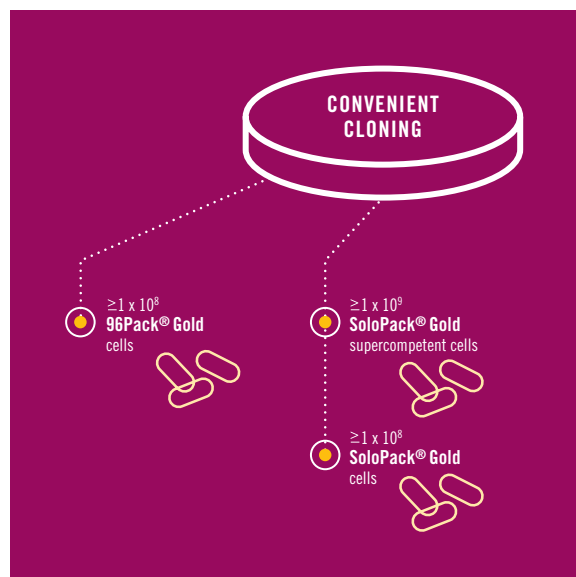 CONVENIENT
CLONING
≥1 x 10⁸
96Pack® Gold
cells
≥1 x 10⁹
SoloPack® Gold
supercompetent cells
≥1 x 10⁸
SoloPack® Gold
cells